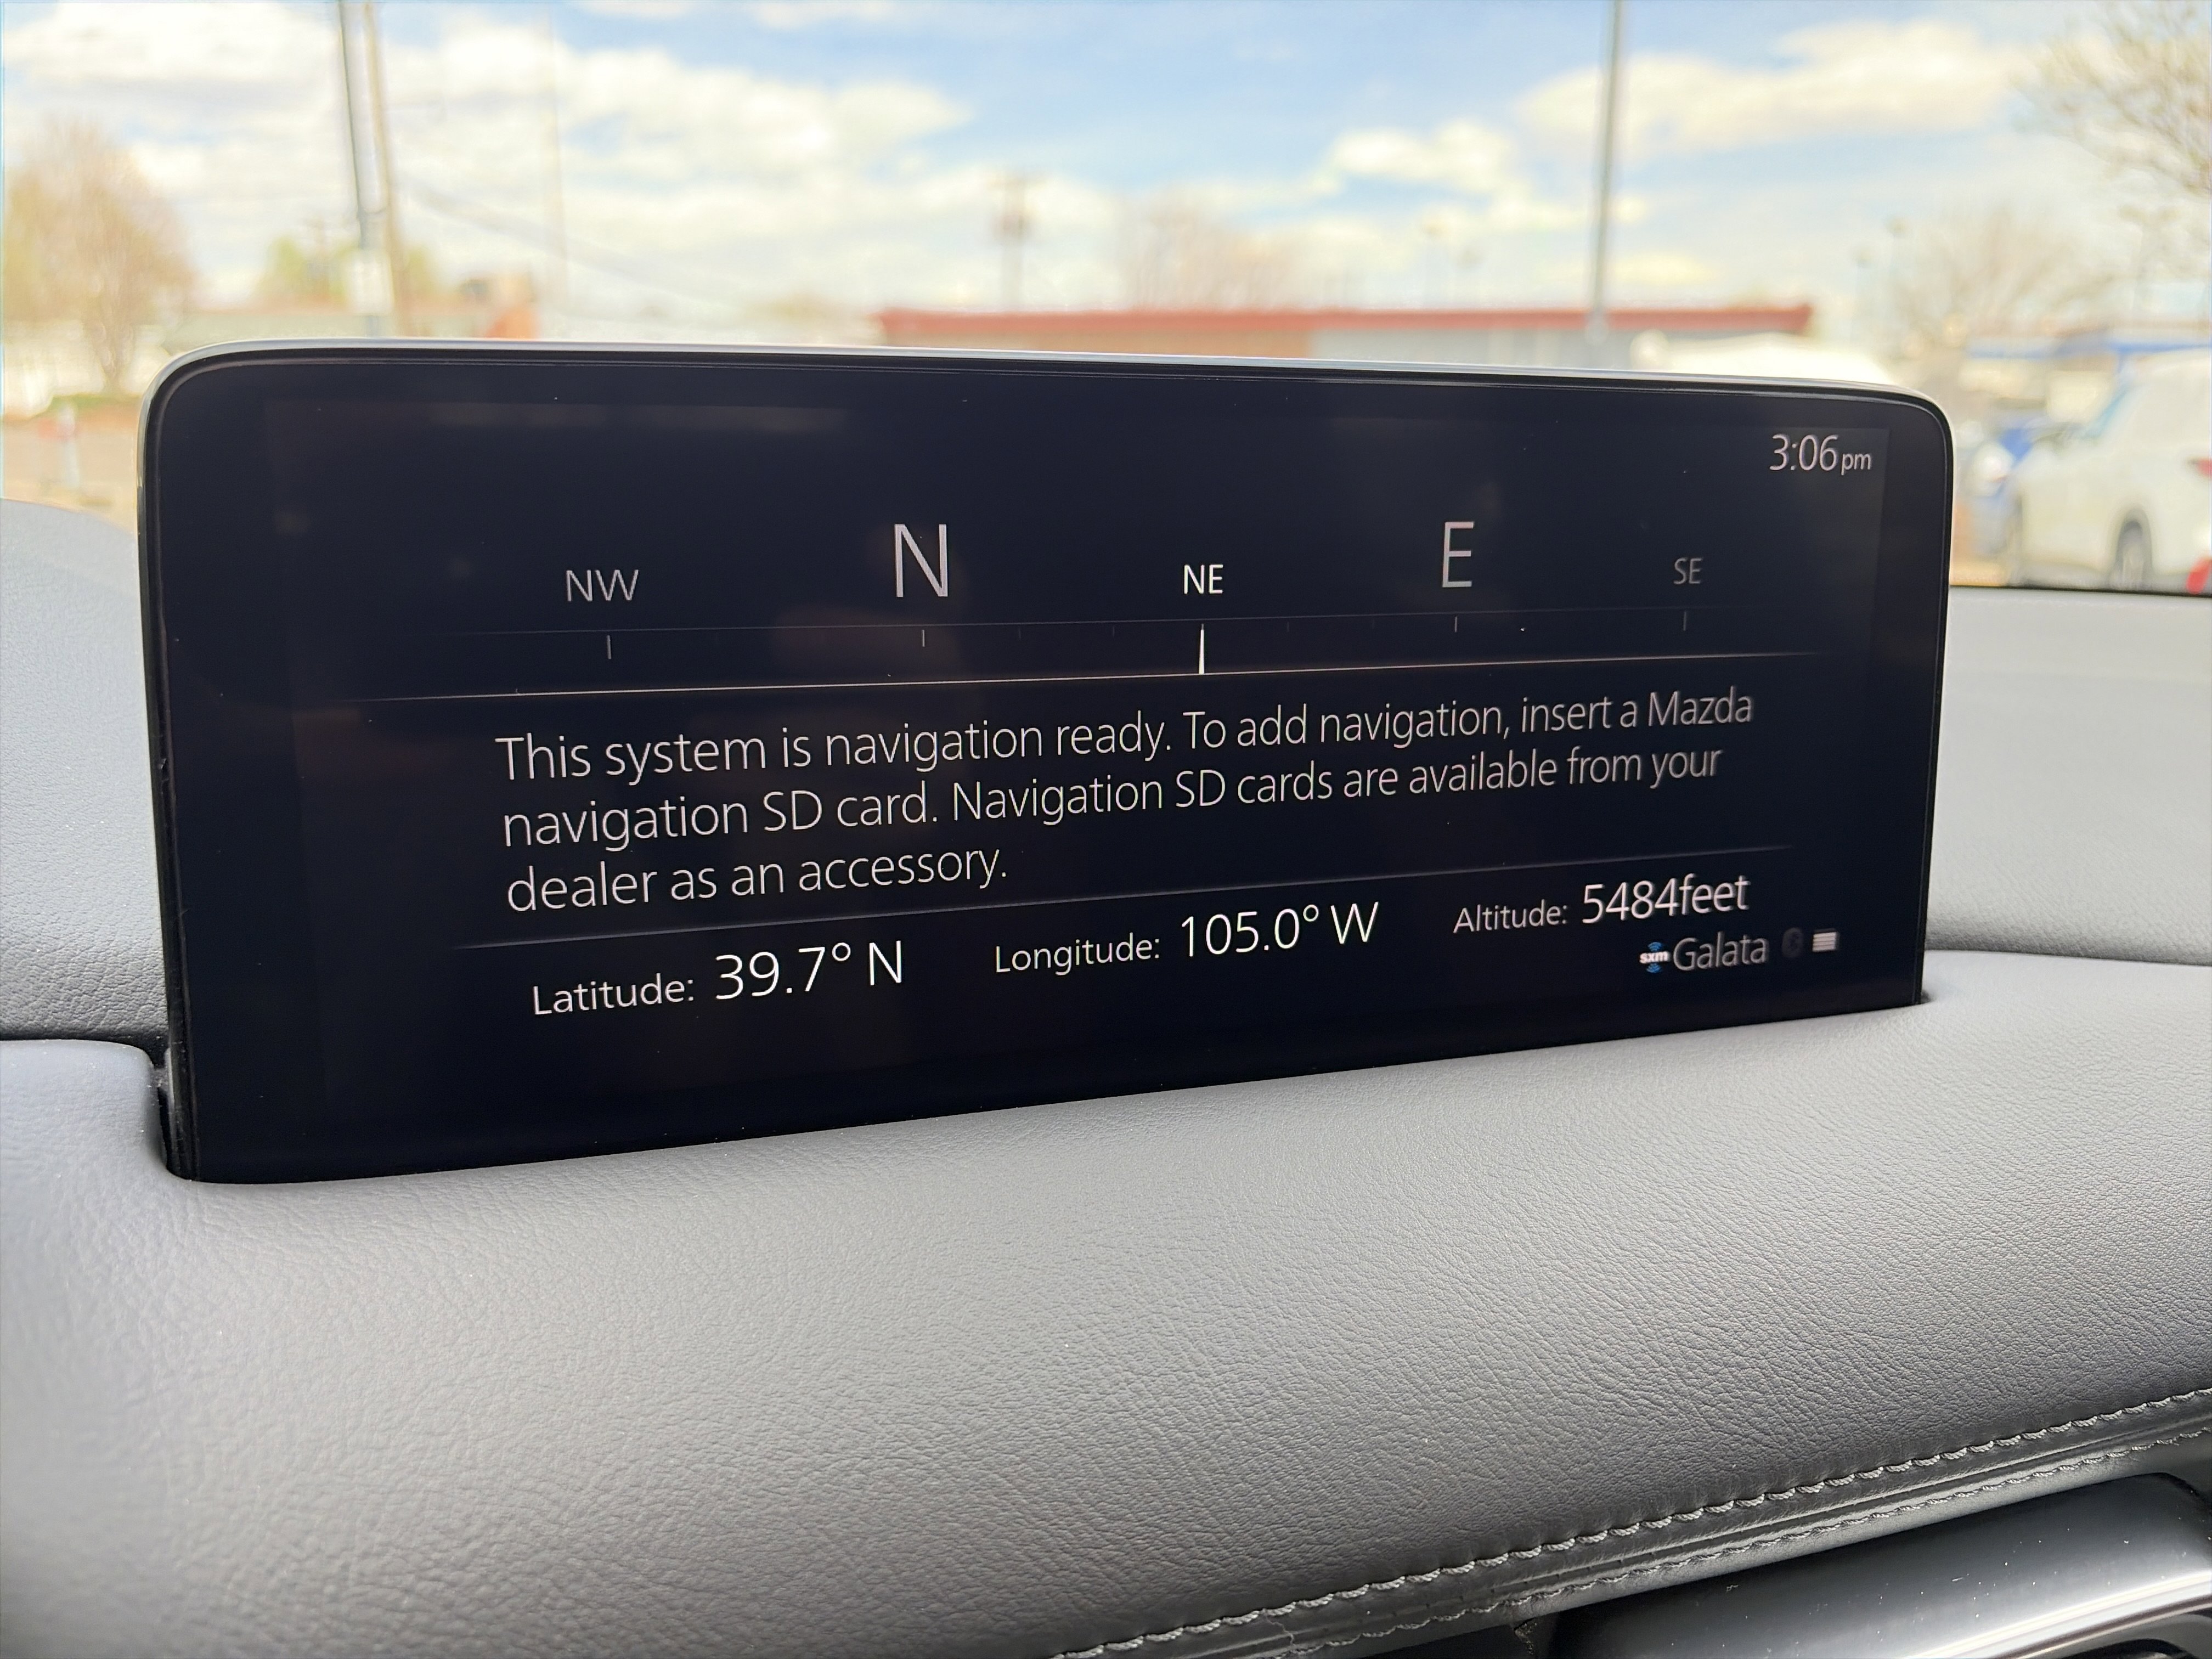 3:06pm
NW N NE E SE
This system is navigation ready. To add navigation, insert a Mazda
navigation SD card. Navigation SD cards are available from your
dealer as an accessory.
Latitude: 39.7° N Longitude: 105.0° W Altitude: 5484feet
sxm Galata